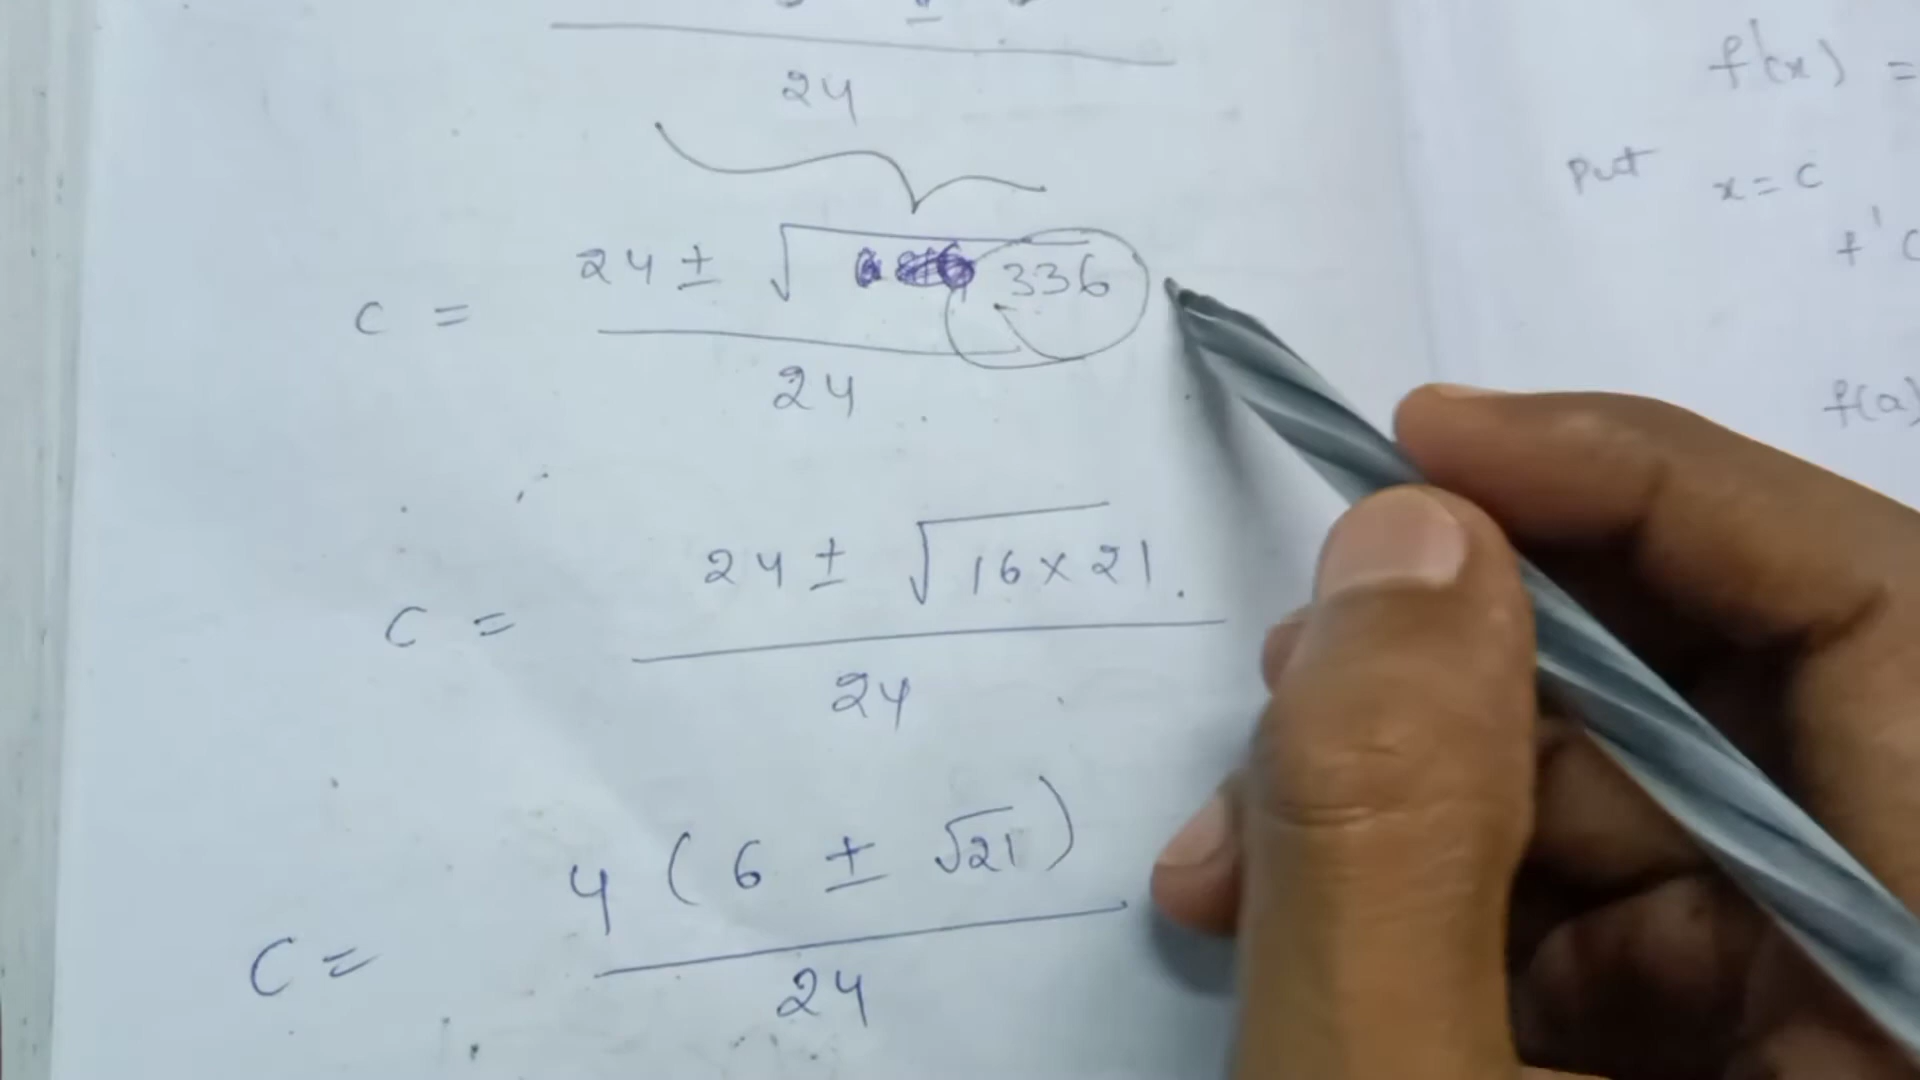 24
c = 24 ± √336
24
c = 24 ± √16×21.
24
C = 4 ( 6 ± √21 )
24
f'(x) =
put x = c
f' c
f(a)